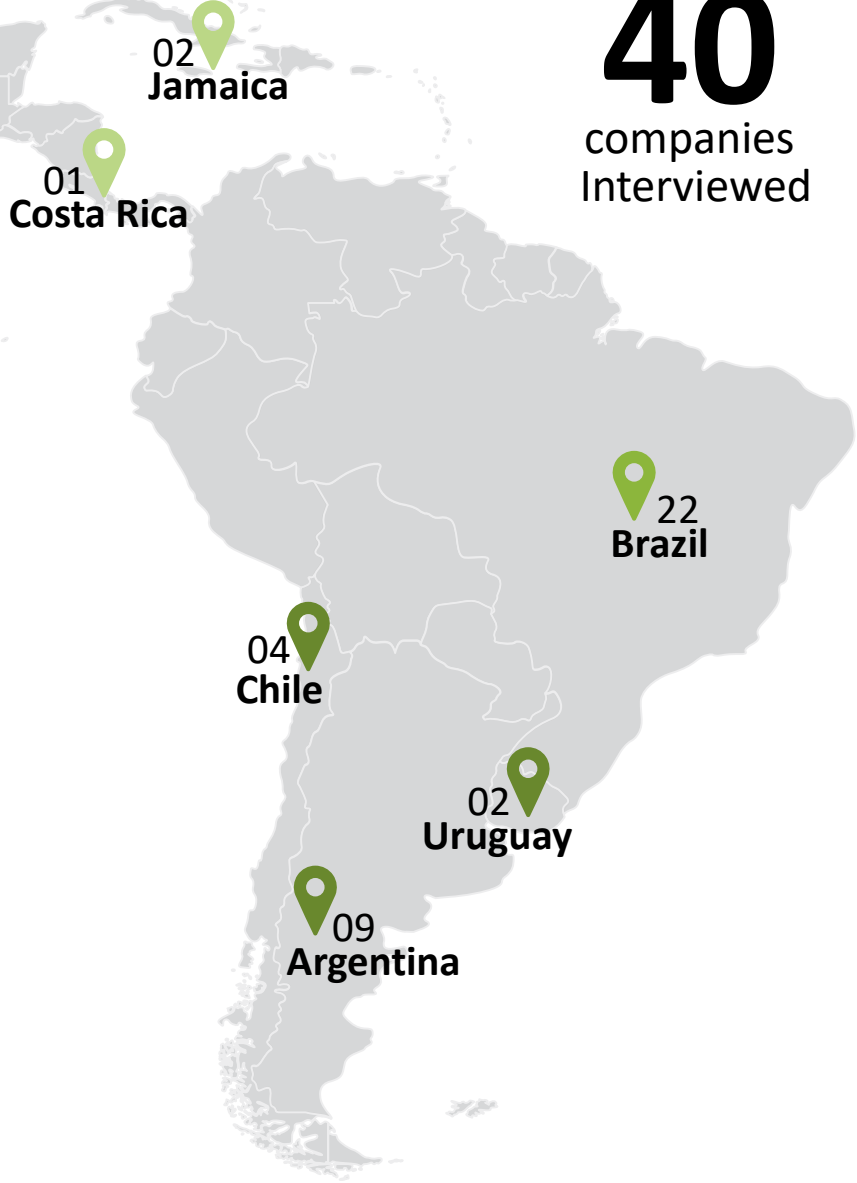 40
companies
Interviewed
02
Jamaica
01
Costa Rica
22
Brazil
04
Chile
02
Uruguay
09
Argentina